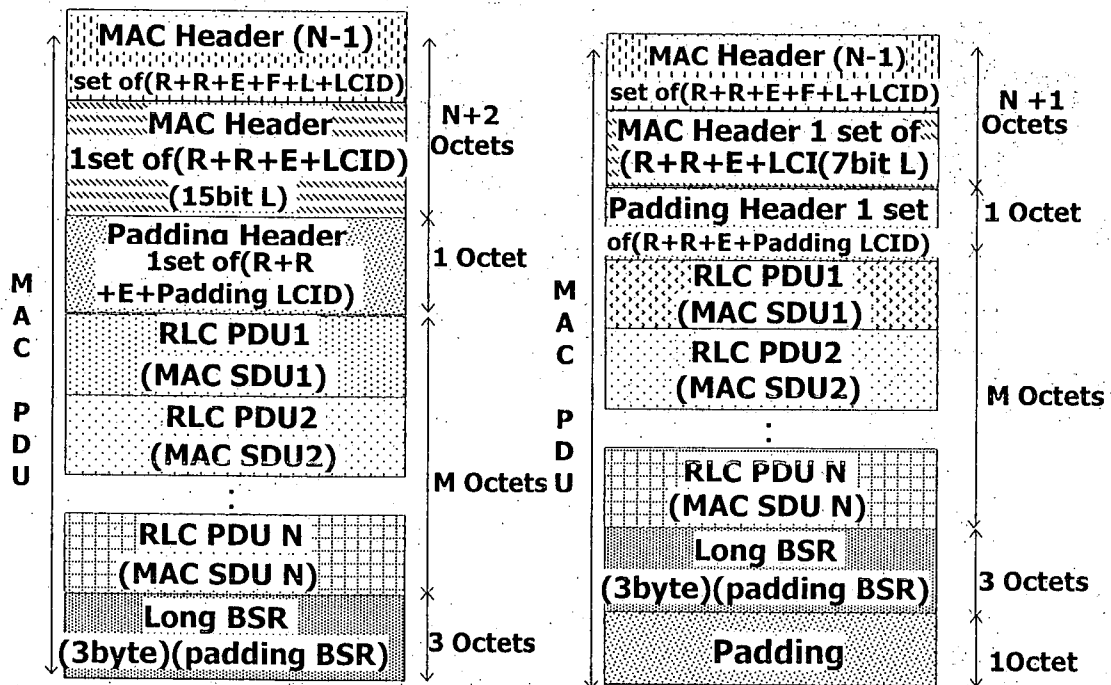 MAC Header (N-1)
set of(R+R+E+F+L+LCID)
MAC Header
1set of(R+R+E+LCID)
(15bit L)
Padding Header
1set of(R+R
+E+Padding LCID)
RLC PDU1
(MAC SDU1)
RLC PDU2
(MAC SDU2)
:
RLC PDU N
(MAC SDU N)
Long BSR
(3byte)(padding BSR)
MAC PDU
N+2
Octets
1 Octet
M Octets
3 Octets
MAC Header (N-1)
set of(R+R+E+F+L+LCID)
MAC Header 1 set of
(R+R+E+LCI(7bit L)
Padding Header 1 set
of(R+R+E+Padding LCID)
RLC PDU1
(MAC SDU1)
RLC PDU2
(MAC SDU2)
:
RLC PDU N
(MAC SDU N)
Long BSR
(3byte)(padding BSR)
Padding
MAC PDU
N +1
Octets
1 Octet
M Octets
3 Octets
1Octet